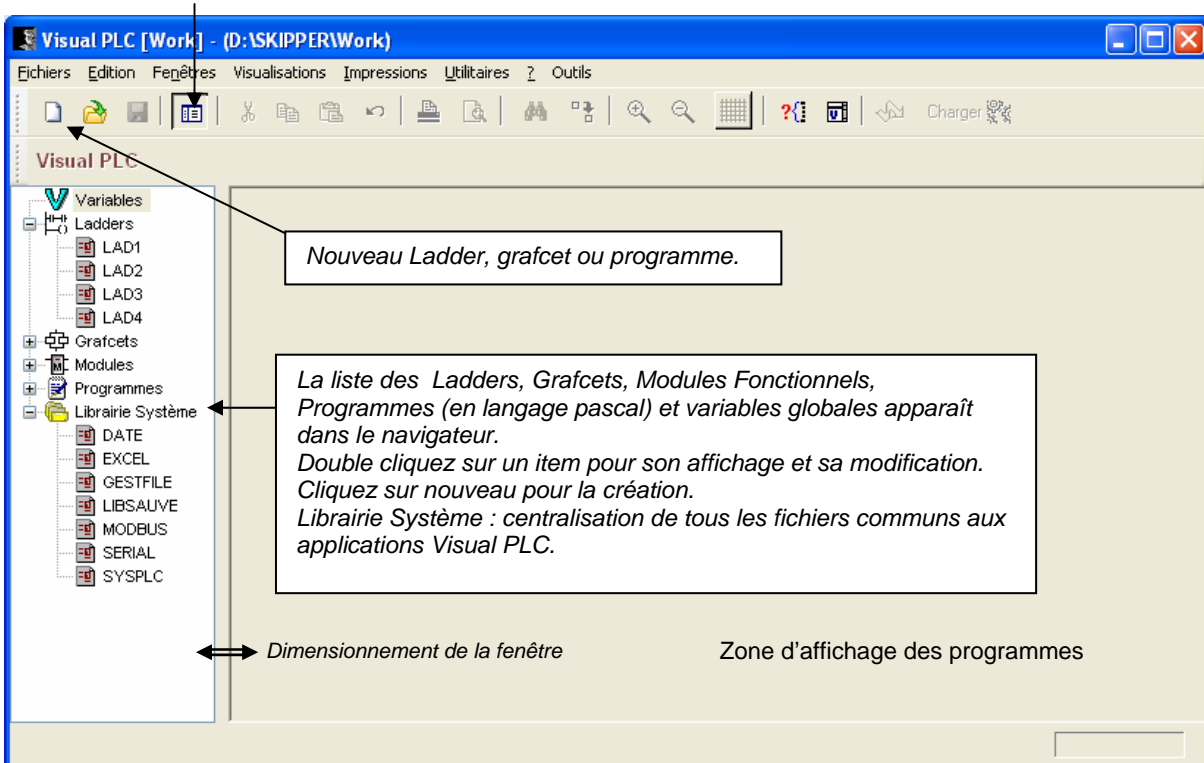 Visual PLC [Work] - (D:\SKIPPER\Work)
Fichiers Edition Fenêtres Visualisations Impressions Utilitaires ? Outils
?{} Charger
Visual PLC
Variables
Ladders
LAD1
LAD2
LAD3
LAD4
Grafcets
Modules
Programmes
Librairie Système
DATE
EXCEL
GESTFILE
LIBSAUVE
MODBUS
SERIAL
SYSPLC
Nouveau Ladder, grafcet ou programme.
La liste des Ladders, Grafcets, Modules Fonctionnels,
Programmes (en langage pascal) et variables globales apparaît
dans le navigateur.
Double cliquez sur un item pour son affichage et sa modification.
Cliquez sur nouveau pour la création.
Librairie Système : centralisation de tous les fichiers communs aux
applications Visual PLC.
Dimensionnement de la fenêtre
Zone d'affichage des programmes